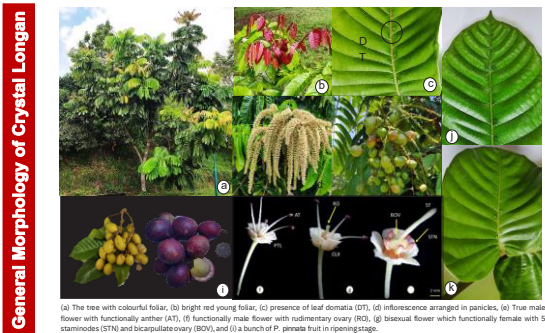 General Morphology of Crystal Longan
a
b
D
T
c
j
AT
PTL
RO
CLX
ST
BOV
STN
i
k
(a) The tree with colourful foliar, (b) bright red young foliar, (c) presence of leaf domatia (DT), (d) inflorescence arranged in panicles, (e) True male
flower with functionally anther (AT), (f) functionally male flower with rudimentary ovary (RO), (g) bisexual flower which functionally female with 5
staminodes (STN) and bicarpullate ovary (BOV), and (i) a bunch of P. pinnata fruit in ripening stage.